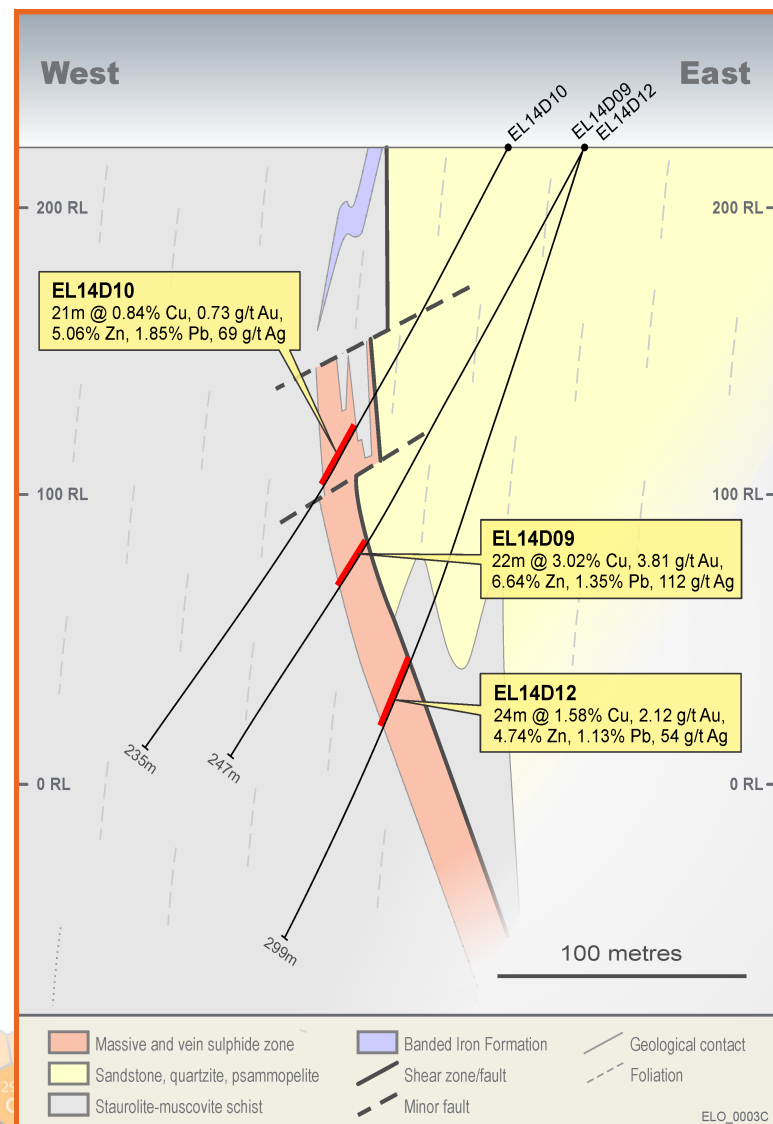 West
East
EL14D10
EL14D09
EL14D12
200 RL
200 RL
EL14D10
21m @ 0.84% Cu, 0.73 g/t Au,
5.06% Zn, 1.85% Pb, 69 g/t Ag
100 RL
100 RL
EL14D09
22m @ 3.02% Cu, 3.81 g/t Au,
6.64% Zn, 1.35% Pb, 112 g/t Ag
EL14D12
24m @ 1.58% Cu, 2.12 g/t Au,
4.74% Zn, 1.13% Pb, 54 g/t Ag
235m
247m
0 RL
0 RL
299m
100 metres
Massive and vein sulphide zone
Banded Iron Formation
Geological contact
Sandstone, quartzite, psammopelite
Shear zone/fault
Foliation
Staurolite-muscovite schist
Minor fault
ELO_0003C